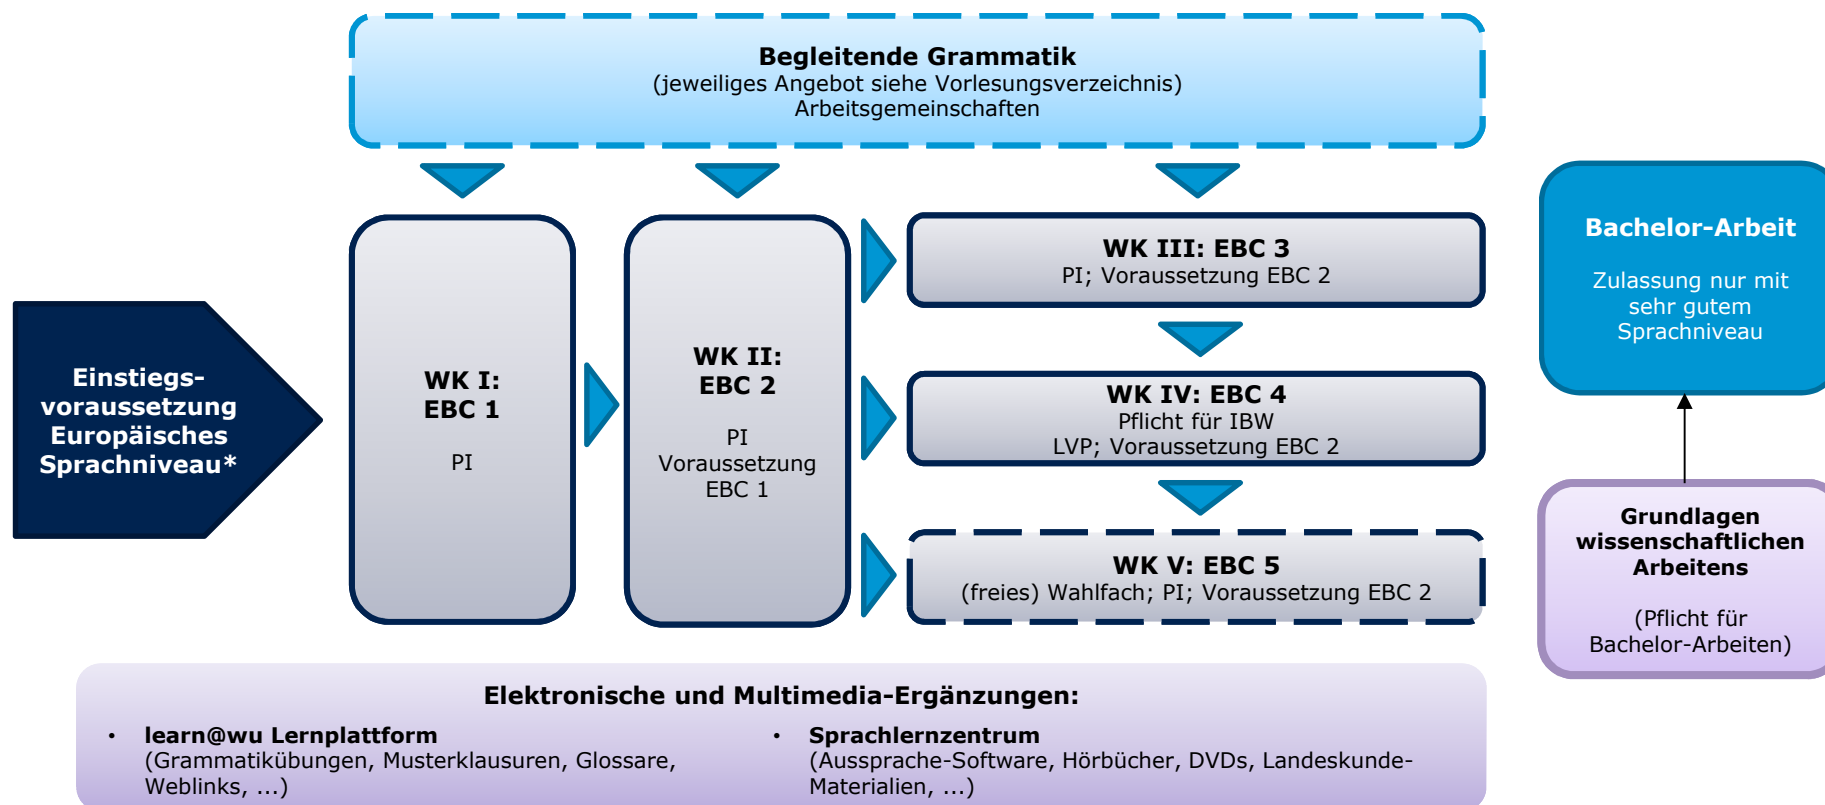 Begleitende Grammatik
(jeweiliges Angebot siehe Vorlesungsverzeichnis)
Arbeitsgemeinschaften
Einstiegs-
voraussetzung
Europäisches
Sprachniveau*
WK I:
EBC 1
PI
WK II:
EBC 2
PI
Voraussetzung
EBC 1
WK III: EBC 3
PI; Voraussetzung EBC 2
WK IV: EBC 4
Pflicht für IBW
LVP; Voraussetzung EBC 2
WK V: EBC 5
(freies) Wahlfach; PI; Voraussetzung EBC 2
Bachelor-Arbeit
Zulassung nur mit
sehr gutem
Sprachniveau
Grundlagen
wissenschaftlichen
Arbeitens
(Pflicht für
Bachelor-Arbeiten)
Elektronische und Multimedia-Ergänzungen:
• learn@wu Lernplattform
(Grammatikübungen, Musterklausuren, Glossare,
Weblinks, ...)
• Sprachlernzentrum
(Aussprache-Software, Hörbücher, DVDs, Landeskunde-
Materialien, ...)